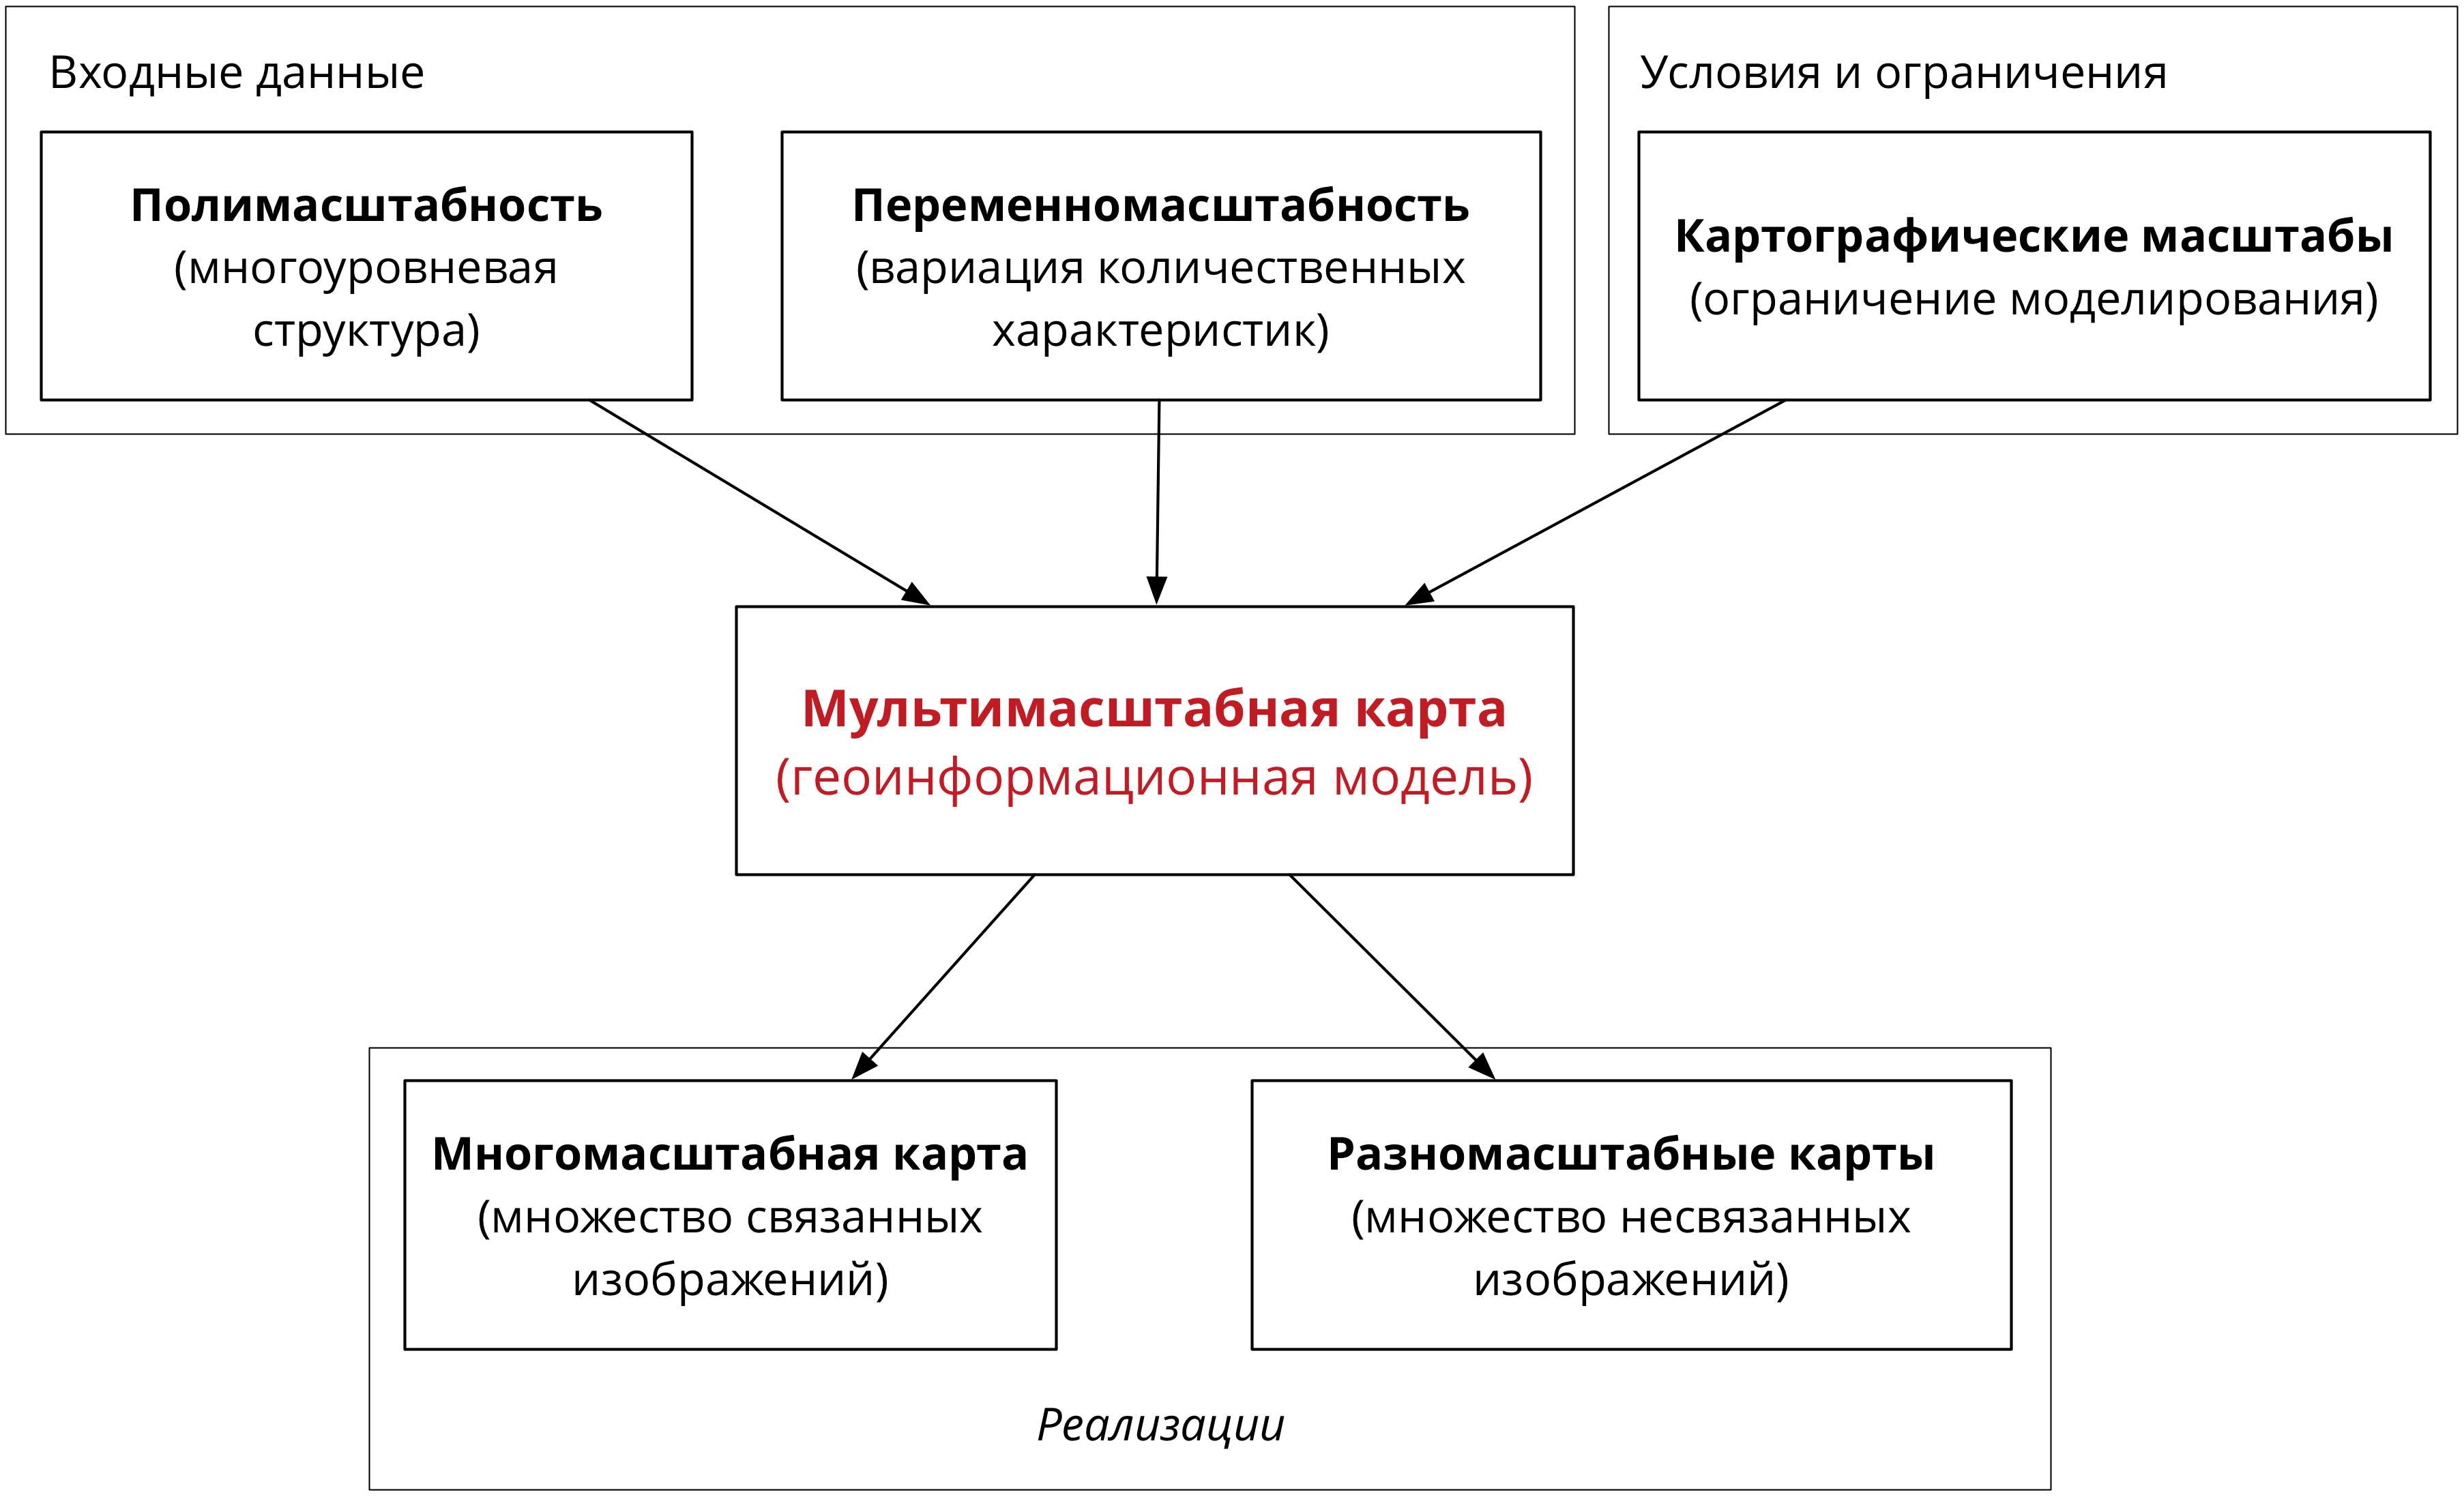 Входные данные
Полимасштабность
(многоуровневая
структура)
Переменномасштабность
(вариация количественных
характеристик)
Условия и ограничения
Картографические масштабы
(ограничение моделирования)
Мультимасштабная карта
(геоинформационная модель)
Многомасштабная карта
(множество связанных
изображений)
Разномасштабные карты
(множество несвязанных
изображений)
Реализации